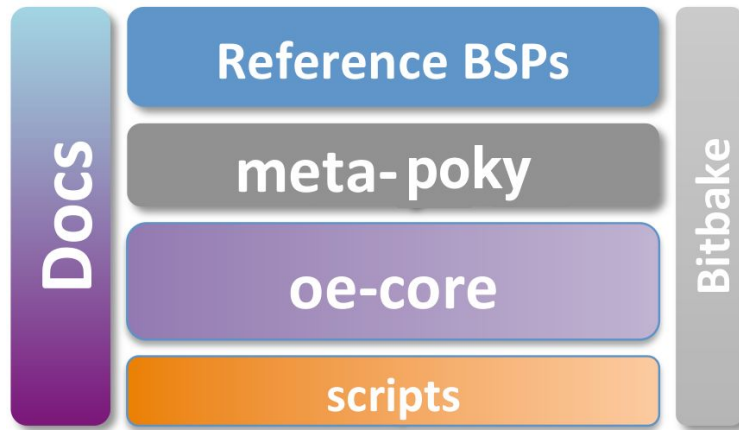 Docs
Reference BSPs
meta-poky
oe-core
scripts
Bitbake